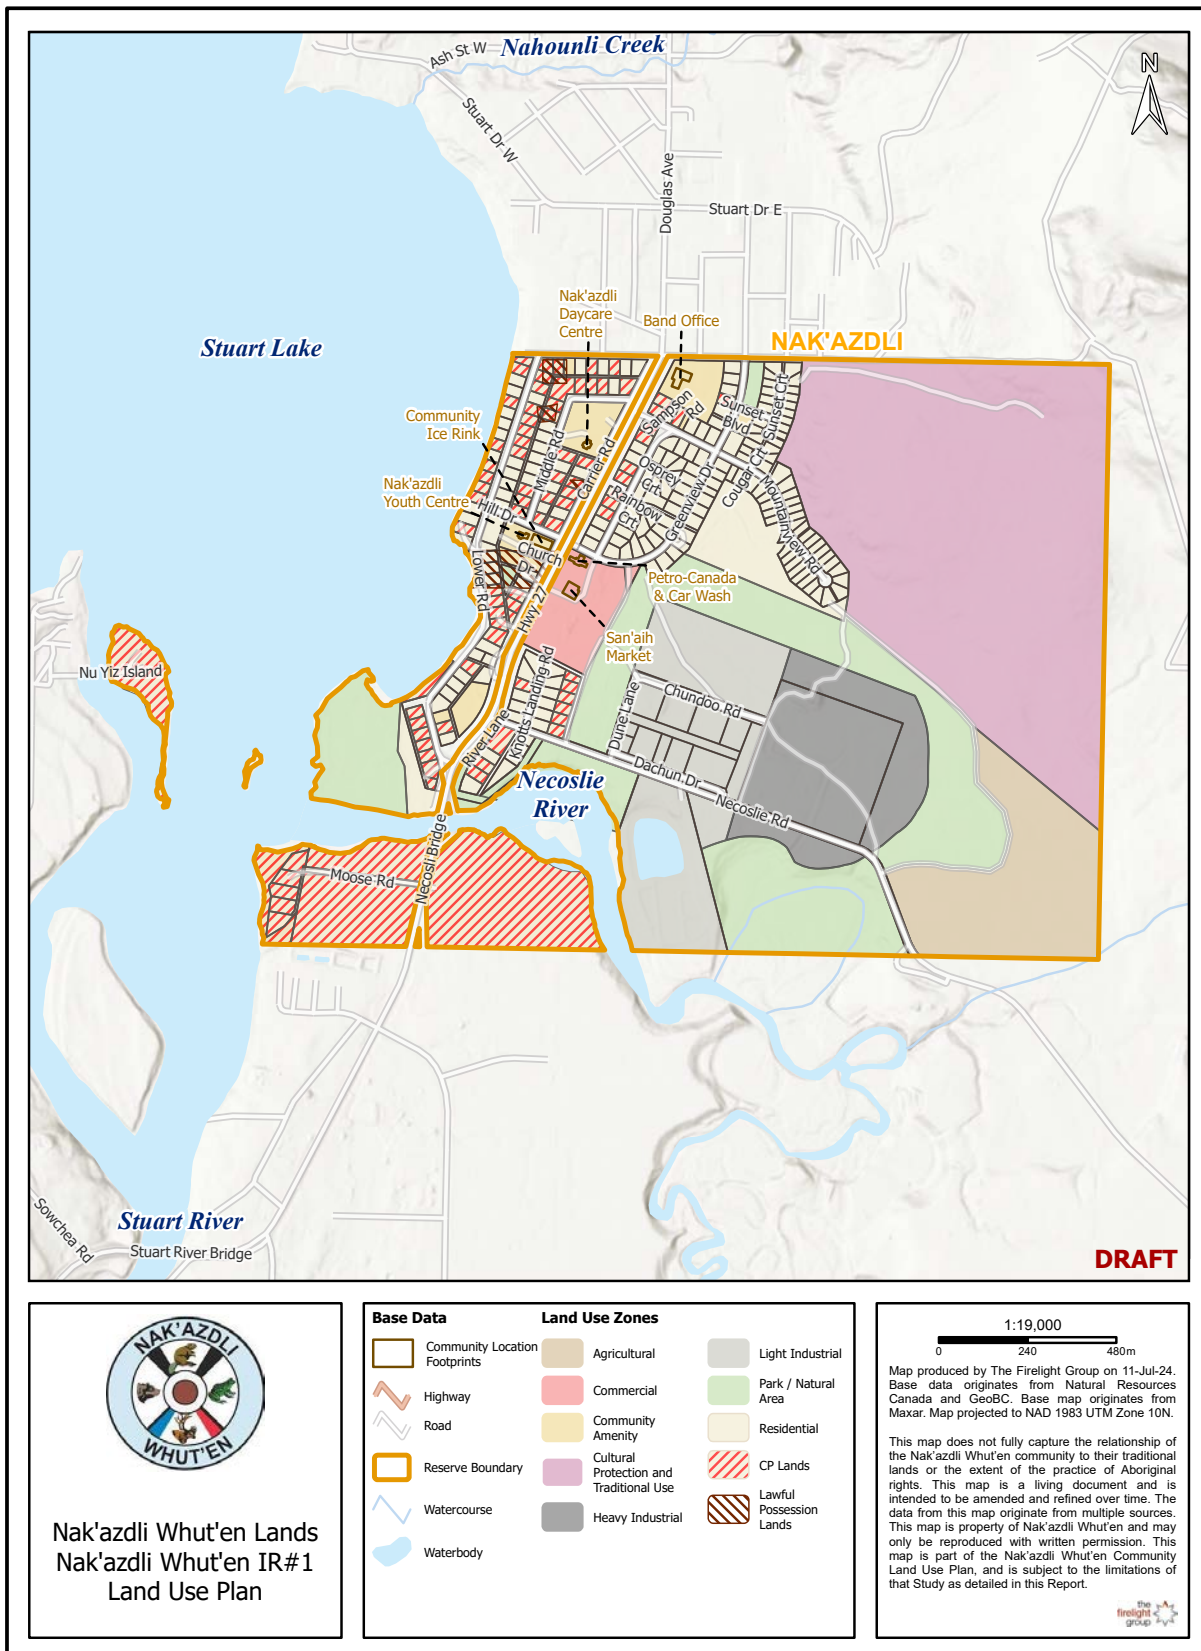 Nahounli Creek
Ash St W
N
Stuart Dr W
Douglas Ave
Stuart Dr E
Nak'azdli
Daycare
Centre
Band Office
NAK'AZDLI
Stuart Lake
Community
Ice Rink
Sampson
Rd
Sunset
Blvd
Sunset Crt
Middle Rd
Carrier Rd
Osprey
Crt
Cougar Crt
Nak'azdli
Youth Centre
Hill Dr
Rainbow
Crt
Greenview Dr
Mountainview Rd
Church
Dr
Lower Rd
Hwy 27
Petro-Canada
& Car Wash
San'aih
Market
Nu Yiz Island
Knotts Landing Rd
River Lane
Dune Lane
Chundoo Rd
Dachun Dr
Necoslie
River
Necoslie Rd
Necosli Bridge
Moose Rd
Sowchea Rd
Stuart River
Stuart River Bridge
DRAFT
NAK'AZDLI
WHUT'EN
Nak'azdli Whut'en Lands
Nak'azdli Whut'en IR#1
Land Use Plan
Base Data
Community Location
Footprints
Highway
Road
Reserve Boundary
Watercourse
Waterbody
Land Use Zones
Agricultural
Commercial
Community
Amenity
Cultural
Protection and
Traditional Use
Heavy Industrial
Light Industrial
Park / Natural
Area
Residential
CP Lands
Lawful
Possession
Lands
1:19,000
0 240 480m
Map produced by The Firelight Group on 11-Jul-24.
Base data originates from Natural Resources
Canada and GeoBC. Base map originates from
Maxar. Map projected to NAD 1983 UTM Zone 10N.
This map does not fully capture the relationship of
the Nak'azdli Whut'en community to their traditional
lands or the extent of the practice of Aboriginal
rights. This map is a living document and is
intended to be amended and refined over time. The
data from this map originate from multiple sources.
This map is property of Nak'azdli Whut'en and may
only be reproduced with written permission. This
map is part of the Nak'azdli Whut'en Community
Land Use Plan, and is subject to the limitations of
that Study as detailed in this Report.
the
firelight
group